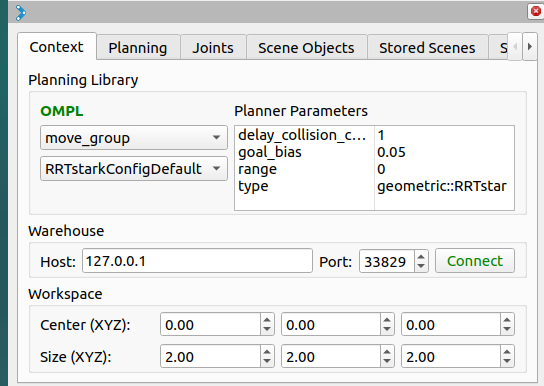 Context Planning Joints Scene Objects Stored Scenes S
Planning Library
OMPL
move_group
RRTstarkConfigDefault
Planner Parameters
delay_collision_c... 1
goal_bias 0.05
range 0
type geometric::RRTstar
Warehouse
Host: 127.0.0.1 Port: 33829 Connect
Workspace
Center (XYZ): 0.00 0.00 0.00
Size (XYZ): 2.00 2.00 2.00